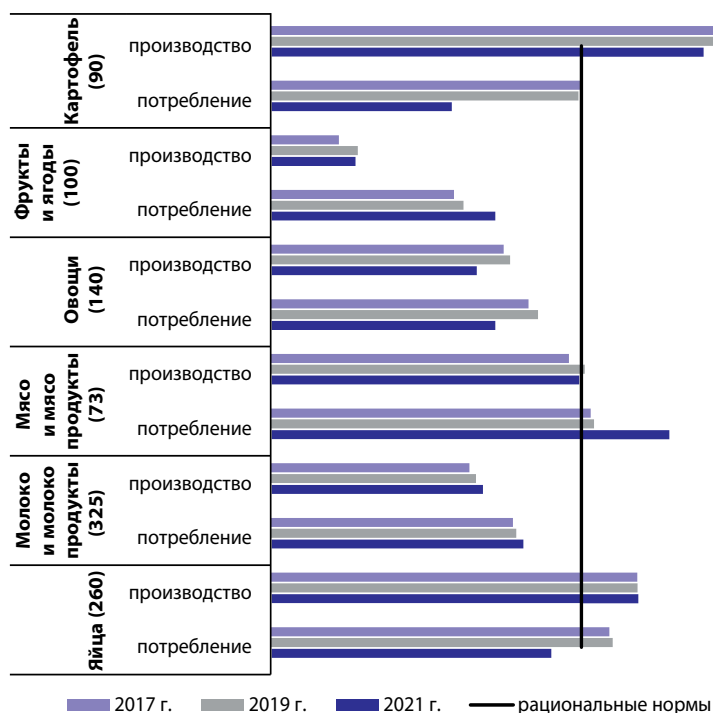 Картофель
(90)
производство
потребление
Фрукты
и ягоды
(100)
производство
потребление
Овощи
(140)
производство
потребление
Мясо
и мясо
продукты
(73)
производство
потребление
Молоко
и молоко
продукты
(325)
производство
потребление
Яйца (260)
производство
потребление
2017 г. 2019 г. 2021 г. рациональные нормы